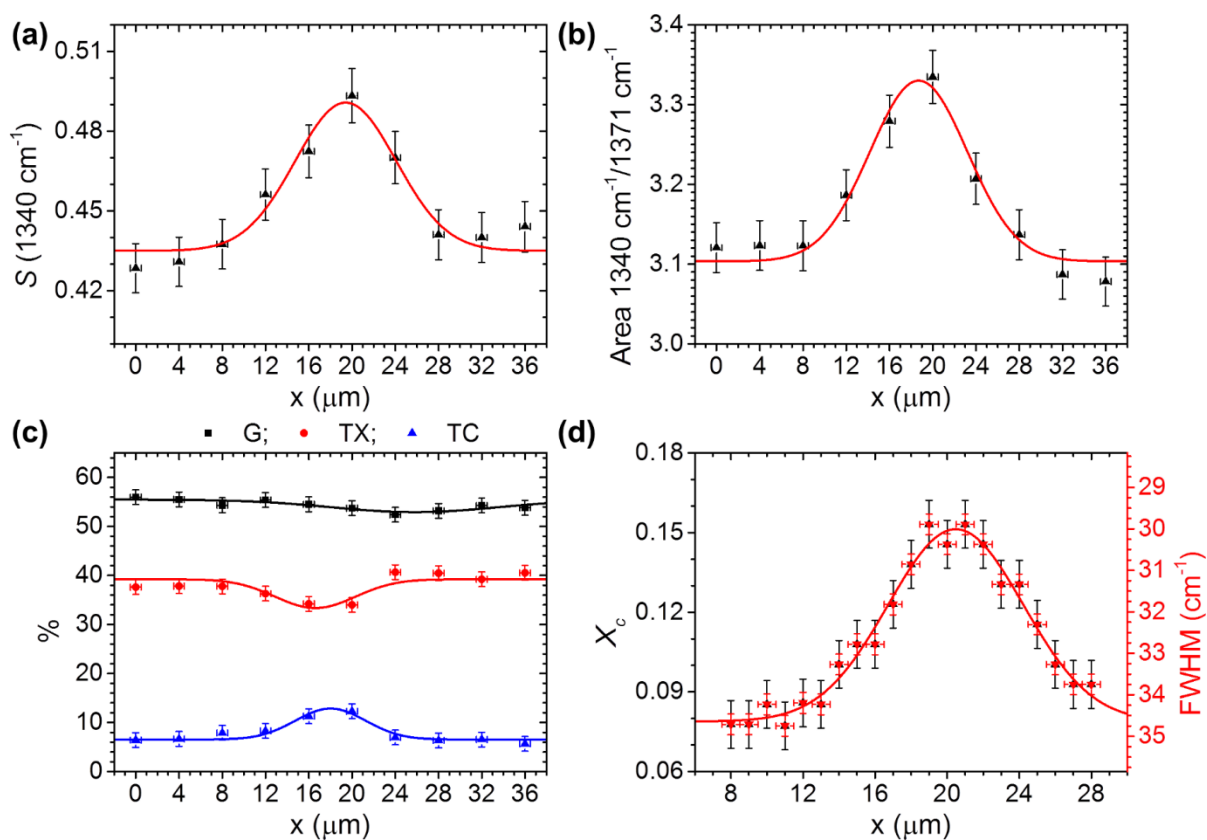 (a)
S (1340 cm⁻¹)
0.51
0.48
0.45
0.42
0 4 8 12 16 20 24 28 32 36
x (μm)
(b)
Area 1340 cm⁻¹/1371 cm⁻¹
3.4
3.3
3.2
3.1
3.0
0 4 8 12 16 20 24 28 32 36
x (μm)
(c)
G; TX; TC
%
60
50
40
30
20
10
0
0 4 8 12 16 20 24 28 32 36
x (μm)
(d)
X_c
0.18
0.15
0.12
0.09
0.06
8 12 16 20 24 28
x (μm)
29
30
31
32
33
34
35
FWHM (cm⁻¹)